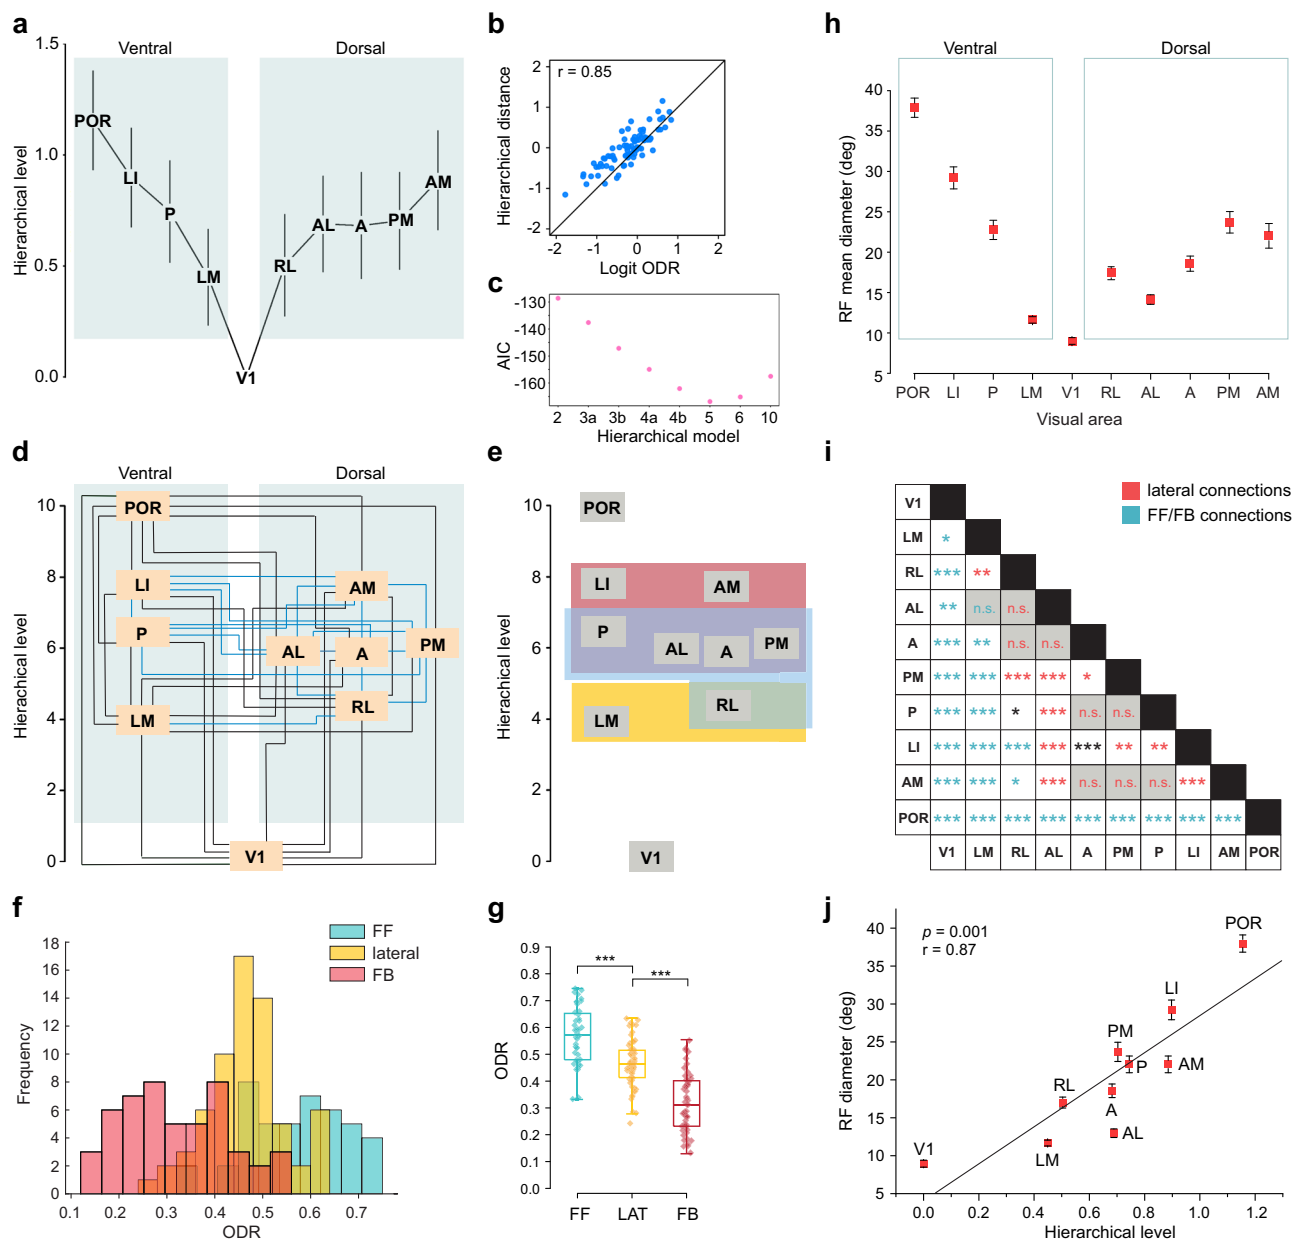 a
Ventral
Dorsal
1.5
1.0
0.5
0.0
Hierarchical level
POR
LI
P
LM
V1
RL
AL
A
PM
AM
b
r = 0.85
2
1
0
-1
-2
Hierarchical distance
-2 -1 0 1 2
Logit ODR
c
-130
-140
-150
-160
AIC
2 3a 3b 4a 4b 5 6 10
Hierarchical model
h
Ventral
Dorsal
40
35
30
25
20
15
10
5
RF mean diameter (deg)
POR LI P LM V1 RL AL A PM AM
Visual area
d
Ventral
Dorsal
10
8
6
4
2
0
Hierachical level
POR
LI
AM
P
AL
A
PM
LM
RL
V1
e
10
8
6
4
2
0
Hierachical level
POR
LI
AM
P
AL
A
PM
LM
RL
V1
i
lateral connections
FF/FB connections
V1
LM *
RL *** **
AL ** n.s. n.s.
A *** ** n.s. n.s.
PM *** *** *** *** *
P *** *** * *** n.s. n.s.
LI *** *** *** *** *** ** **
AM *** *** * *** n.s. n.s. n.s. ***
POR *** *** *** *** *** *** *** *** ***
V1 LM RL AL A PM P LI AM POR
f
FF
lateral
FB
18
16
14
12
10
8
6
4
2
0
Frequency
0.1 0.2 0.3 0.4 0.5 0.6 0.7
ODR
g
0.9
0.8
0.7
0.6
0.5
0.4
0.3
0.2
0.1
0.0
ODR
***
***
FF LAT FB
j
p = 0.001
r = 0.87
40
35
30
25
20
15
10
5
RF diameter (deg)
POR
LI
PM
P
AM
RL
A
AL
LM
V1
0.0 0.2 0.4 0.6 0.8 1.0 1.2
Hierarchical level